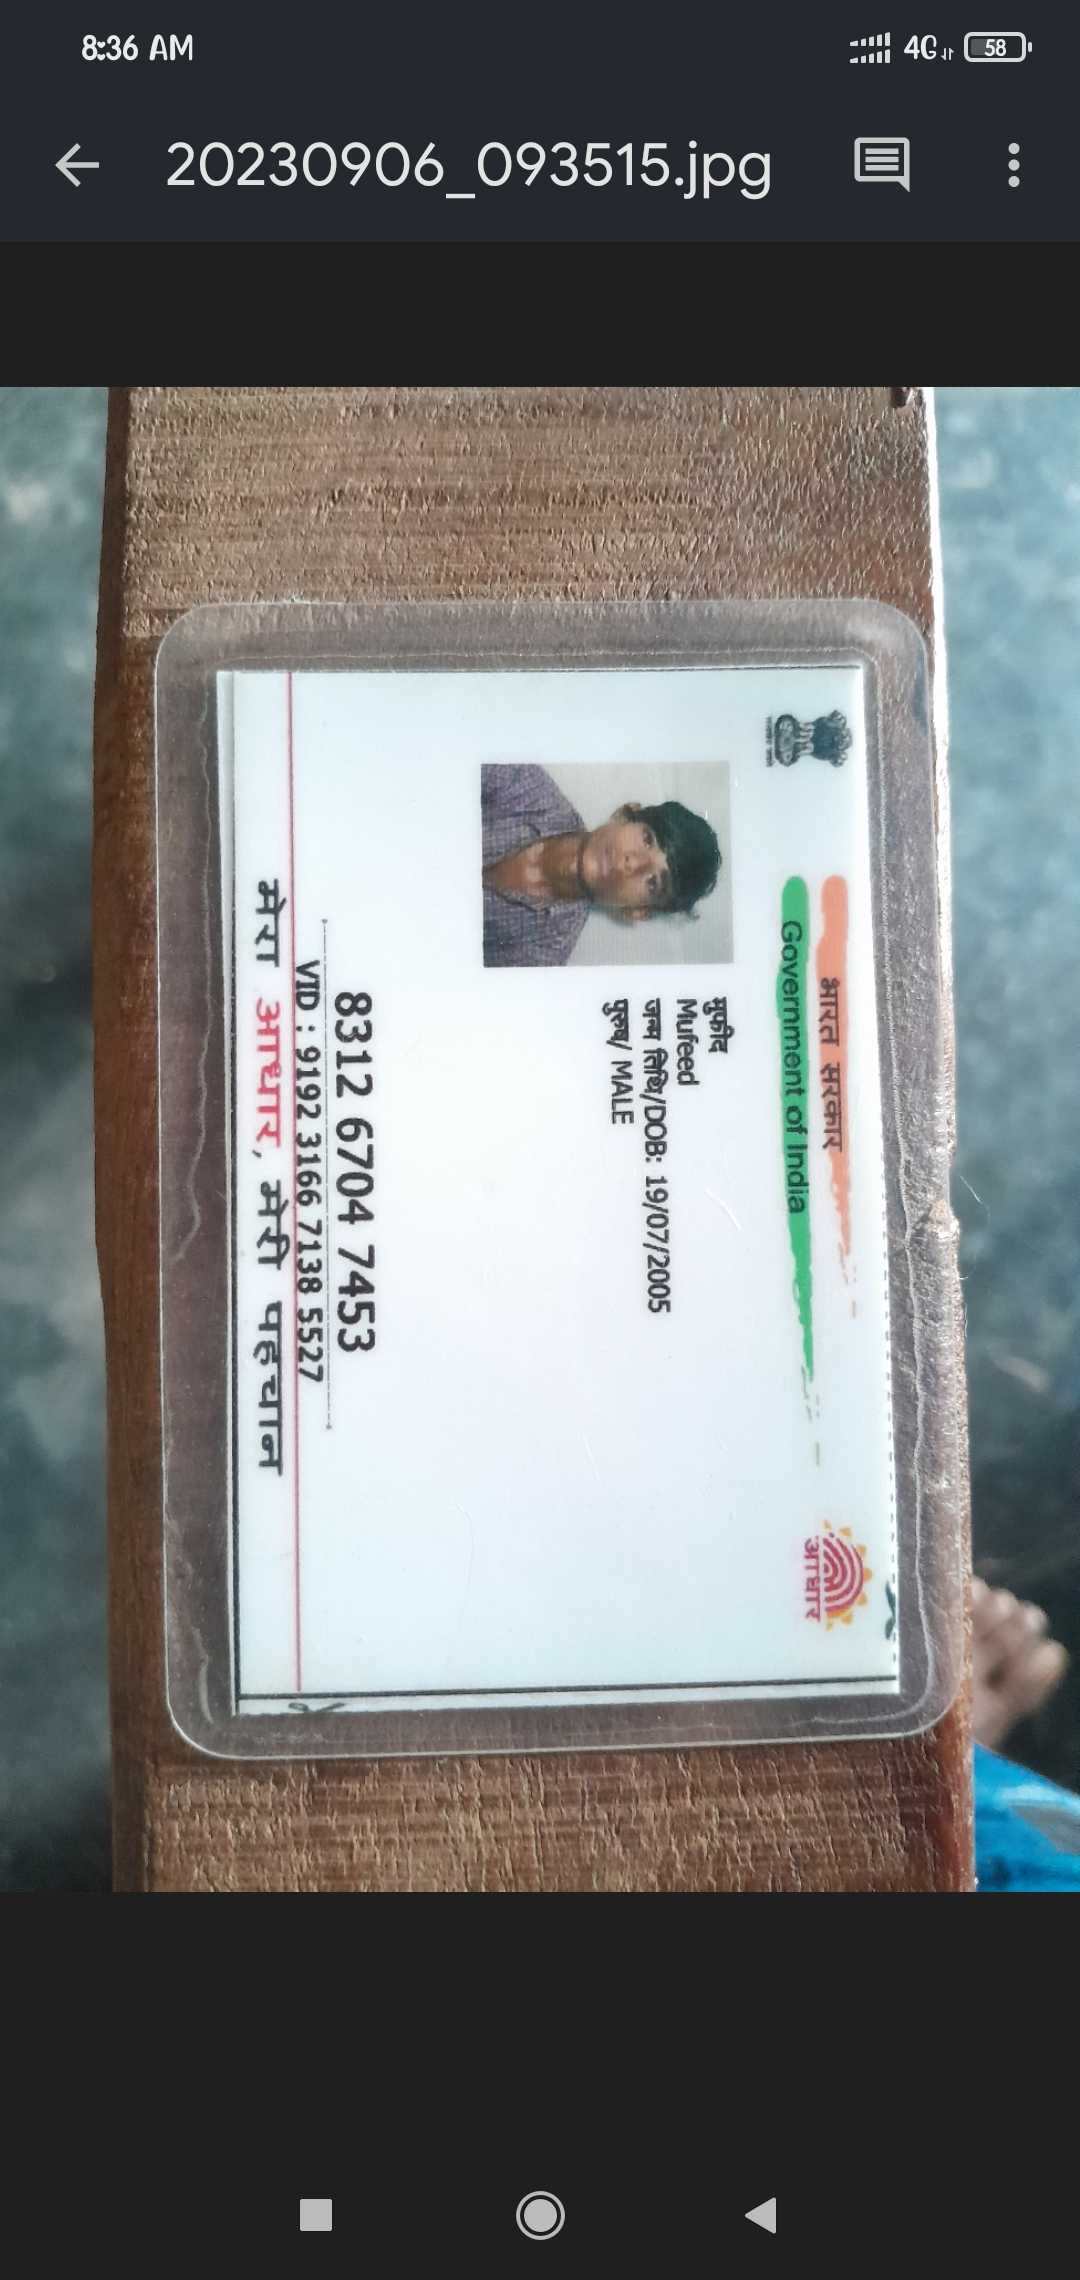 8:36 AM
4G 58
20230906_093515.jpg
भारत सरकार
Government of India
आधार
मुफीद
Mufeed
जन्म तिथि/DOB: 19/07/2005
पुरुष/ MALE
8312 6704 7453
VID : 9192 3166 7138 5527
मेरा आधार, मेरी पहचान